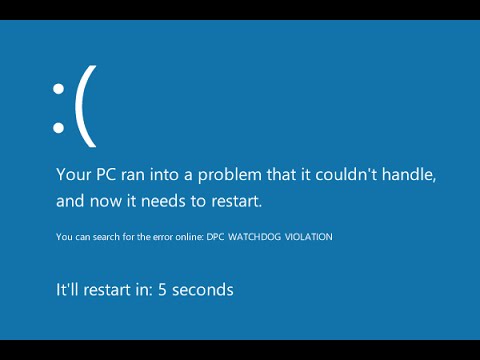 :(
Your PC ran into a problem that it couldn't handle,
and now it needs to restart.
You can search for the error online: DPC WATCHDOG VIOLATION
It'll restart in: 5 seconds